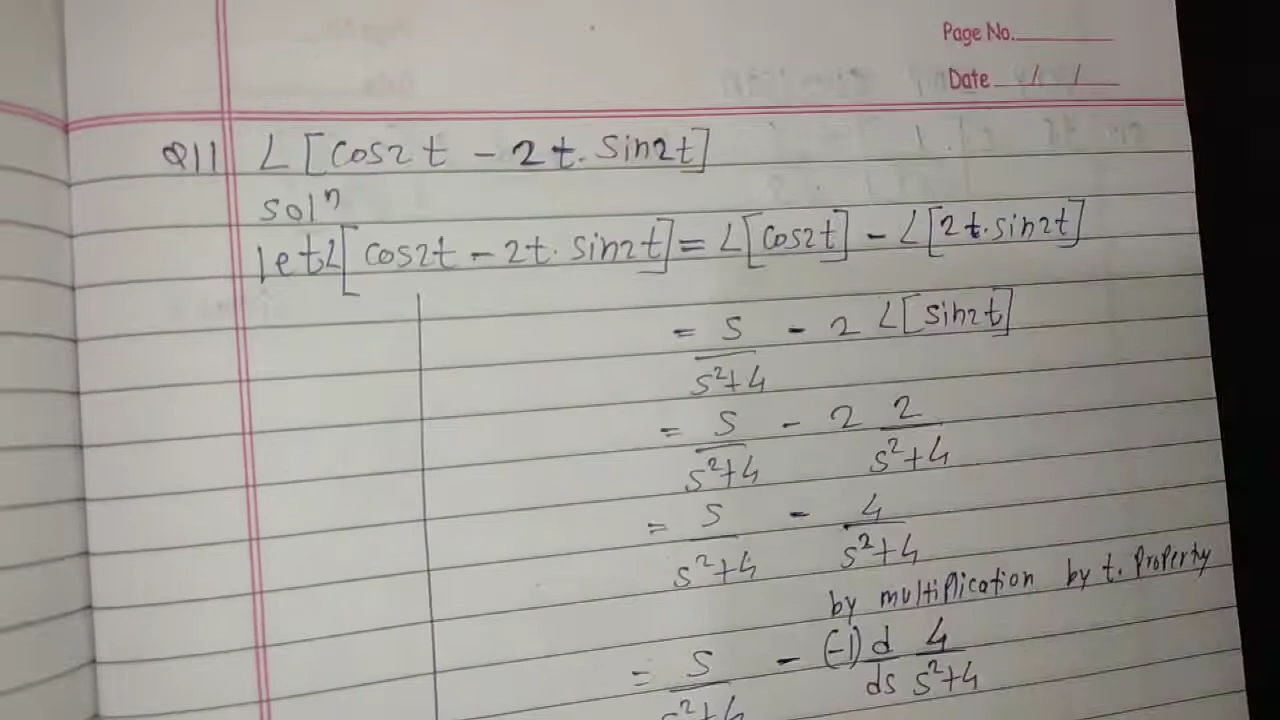 Page No.
Date / /
Q11 L[cos2t - 2t. sin2t]
solⁿ
let L[cos2t - 2t. sin2t] = L[cos2t] - L[2t.sin2t]
= s/(s²+4) - 2 L[sin2t]
= s/(s²+4) - 2 2/(s²+4)
= s/(s²+4) - 4/(s²+4)
by multiplication by t. Property
= s/(s²+4) - (-1) d/ds 4/(s²+4)